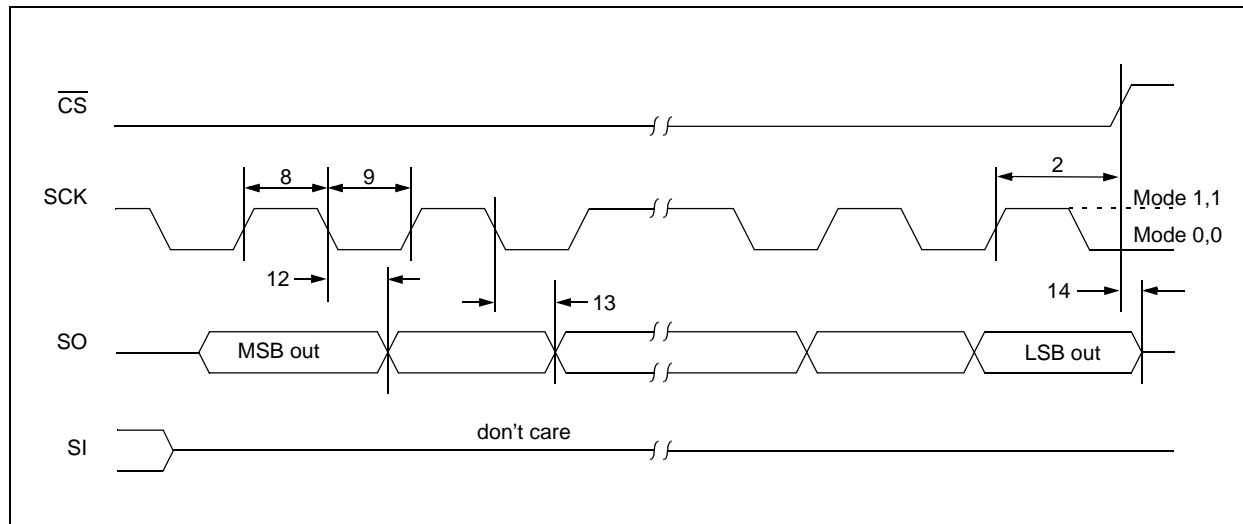 CS
SCK
8
9
2
Mode 1,1
Mode 0,0
12
13
14
SO
MSB out
LSB out
SI
don't care